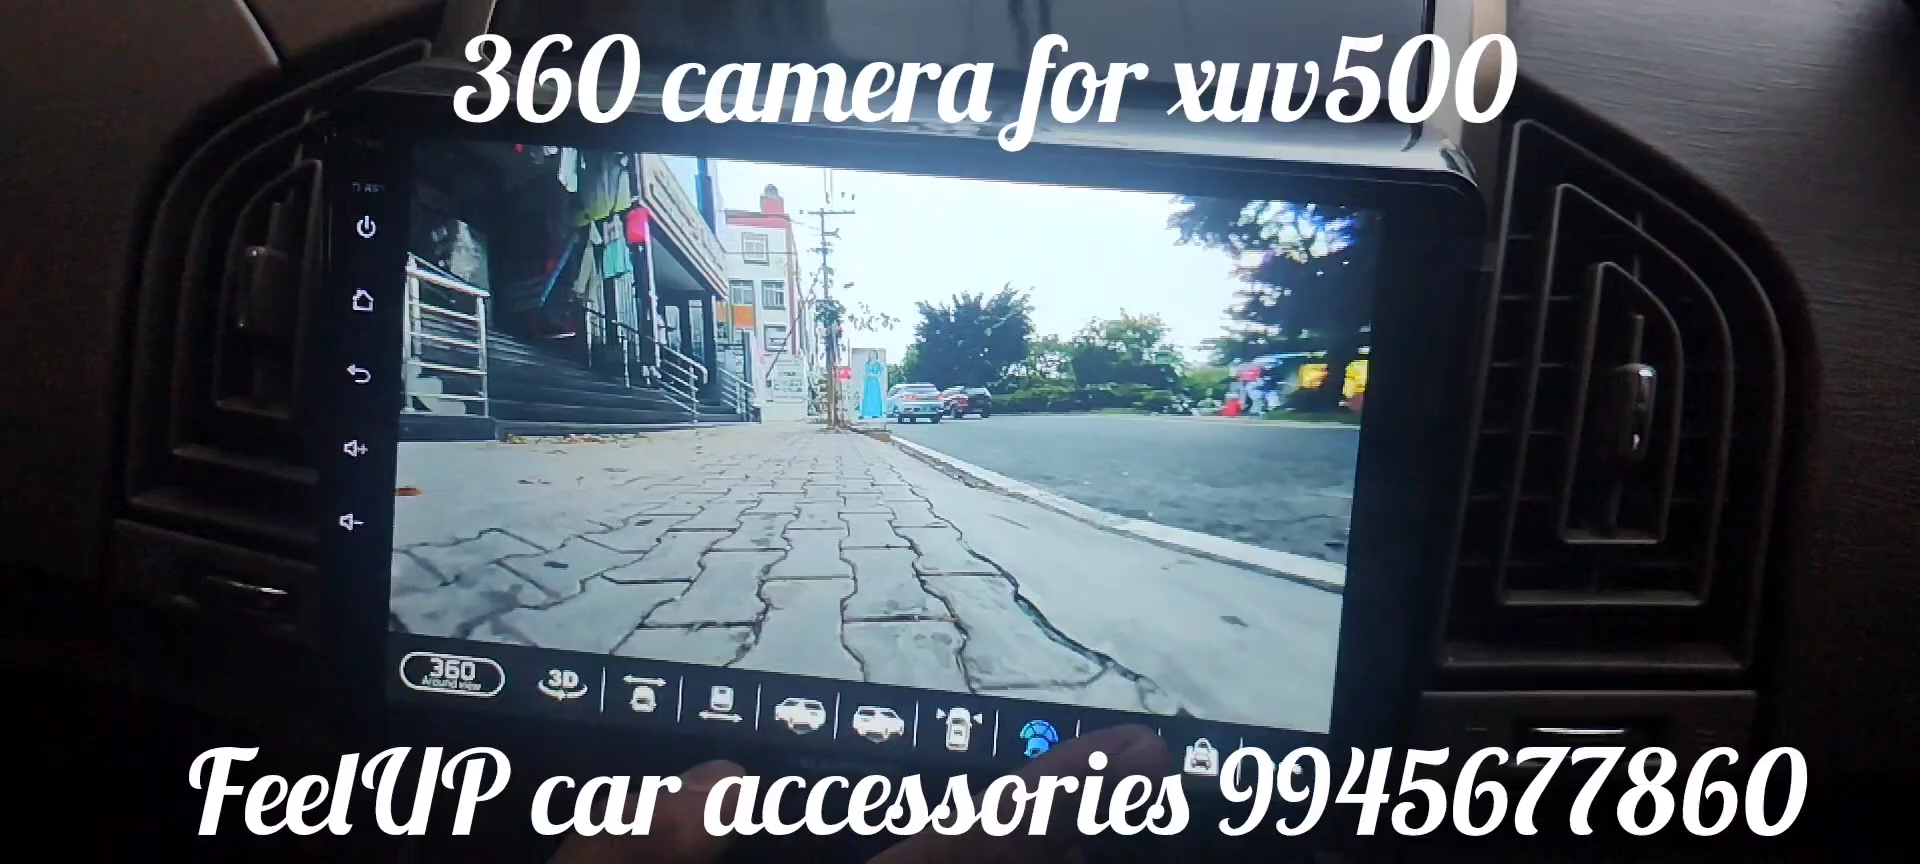 360 camera for xuv500
360
Around view
3D
FeelUP car accessories 9945677860